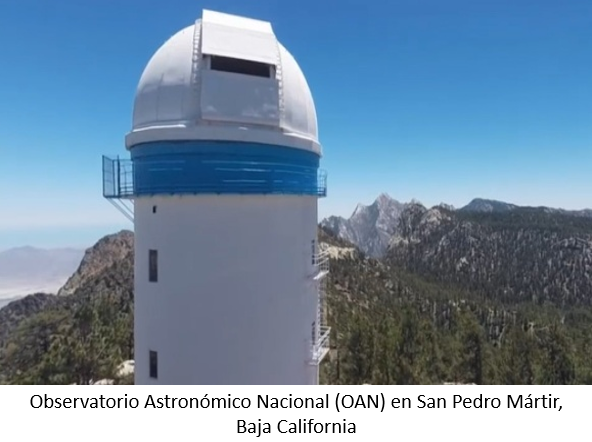 Observatorio Astronómico Nacional (OAN) en San Pedro Mártir,
Baja California